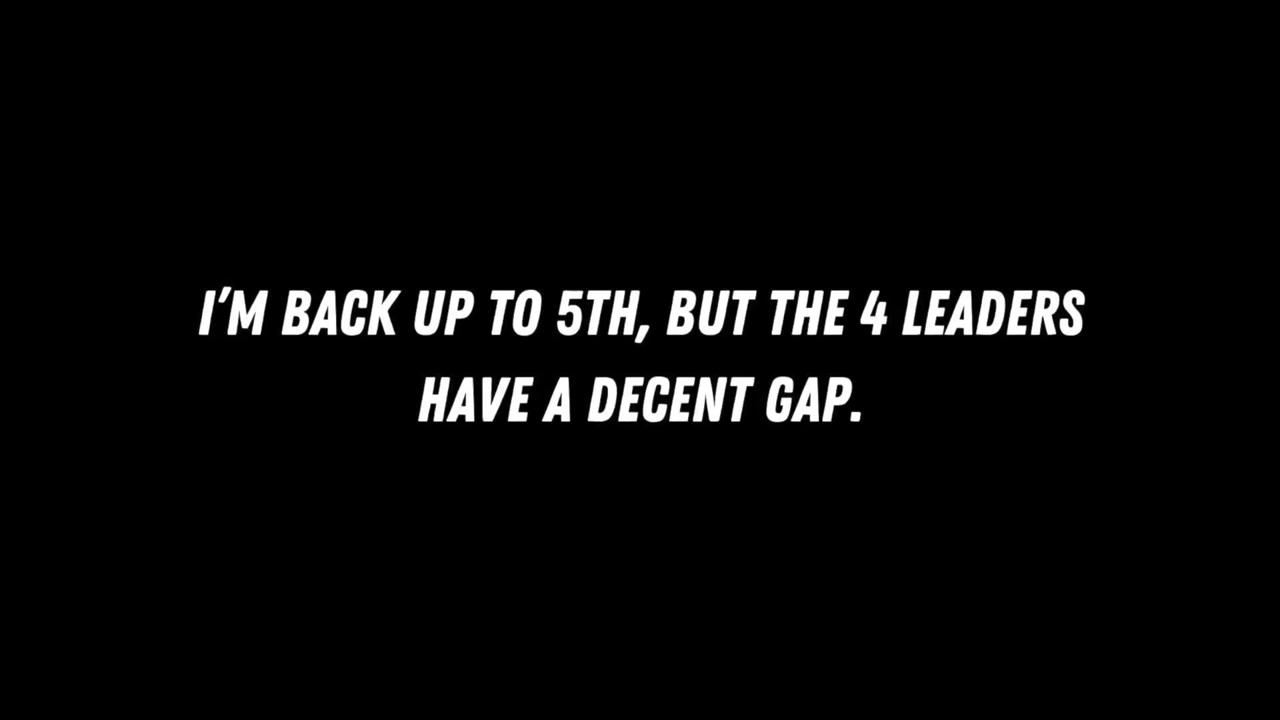 I'M BACK UP TO 5TH, BUT THE 4 LEADERS
HAVE A DECENT GAP.